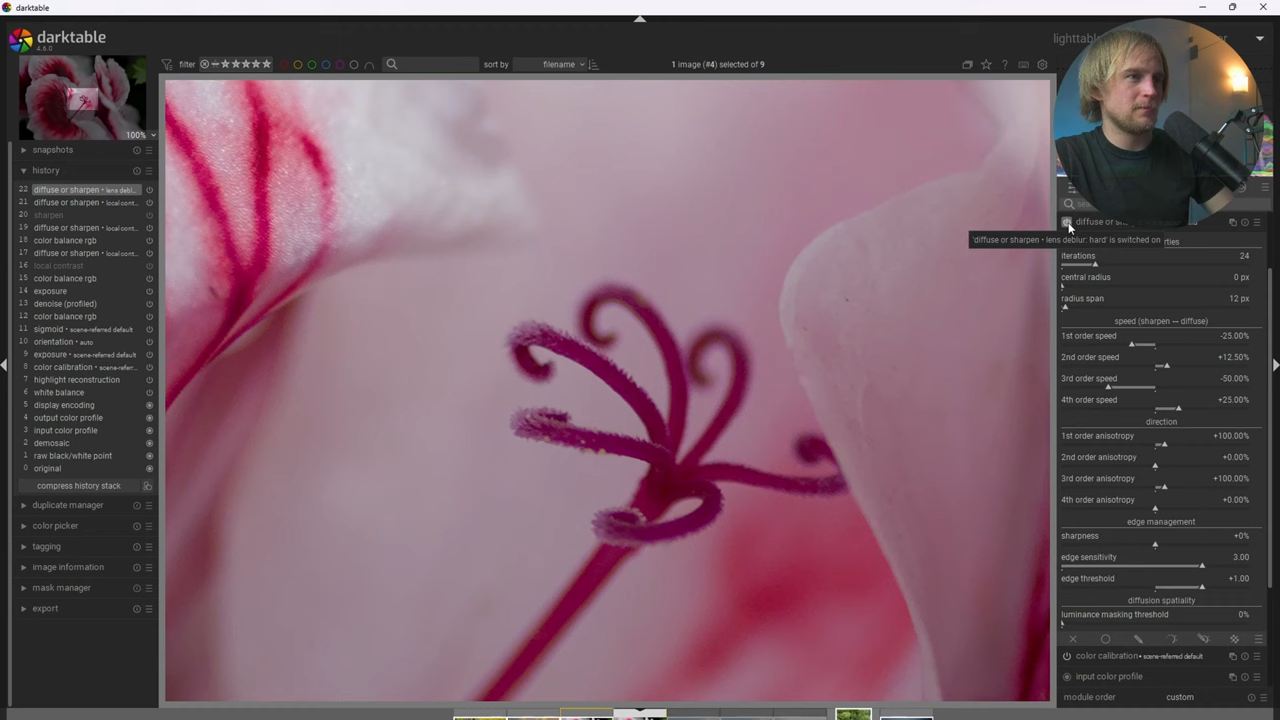 darktable
darktable
4.6.0
lighttable
filter
sort by
filename
1 image (#4) selected of 9
100%
snapshots
history
22 diffuse or sharpen • lens debl...
21 diffuse or sharpen • local cont...
20 sharpen
19 diffuse or sharpen • local cont...
18 color balance rgb
17 diffuse or sharpen • local cont...
16 local contrast
15 color balance rgb
14 exposure
13 denoise (profiled)
12 color balance rgb
11 sigmoid • scene-referred default
10 orientation • auto
9 exposure • scene-referred default
8 color calibration • scene-refer...
7 highlight reconstruction
6 white balance
5 display encoding
4 output color profile
3 input color profile
2 demosaic
1 raw black/white point
0 original
compress history stack
duplicate manager
color picker
tagging
image information
mask manager
export
diffuse or
'diffuse or sharpen • lens deblur: hard' is switched on
iterations 24
central radius 0 px
radius span 12 px
speed (sharpen ↔ diffuse)
1st order speed -25.00%
2nd order speed +12.50%
3rd order speed -50.00%
4th order speed +25.00%
direction
1st order anisotropy +100.00%
2nd order anisotropy +0.00%
3rd order anisotropy +100.00%
4th order anisotropy +0.00%
edge management
sharpness +0%
edge sensitivity 3.00
edge threshold +1.00
diffusion spatiality
luminance masking threshold 0%
color calibration • scene-referred default
input color profile
module order custom